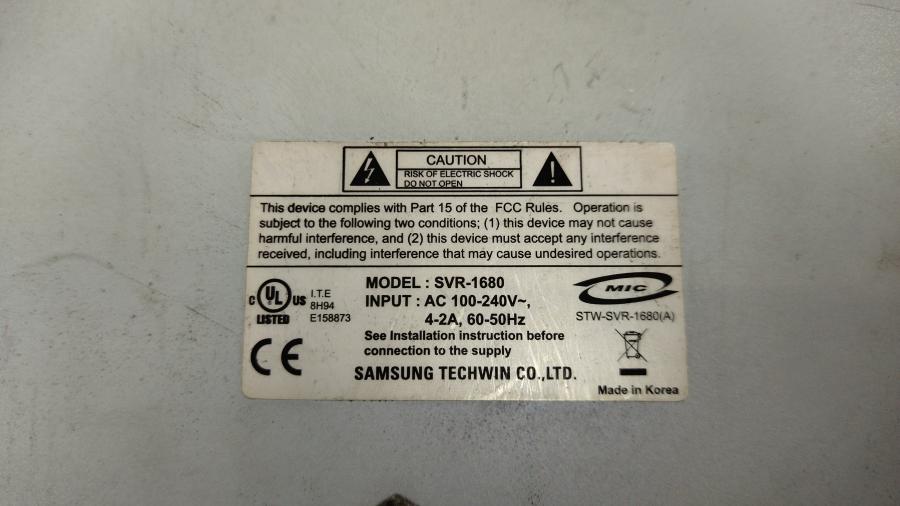 CAUTION
RISK OF ELECTRIC SHOCK
DO NOT OPEN
This device complies with Part 15 of the FCC Rules. Operation is
subject to the following two conditions; (1) this device may not cause
harmful interference, and (2) this device must accept any interference
received, including interference that may cause undesired operations.
C UL US
LISTED
I.T.E
8H94
E158873
MODEL : SVR-1680
INPUT : AC 100-240V~,
4-2A, 60-50Hz
See Installation instruction before
connection to the supply
MIC
STW-SVR-1680(A)
CE
SAMSUNG TECHWIN CO.,LTD.
Made in Korea